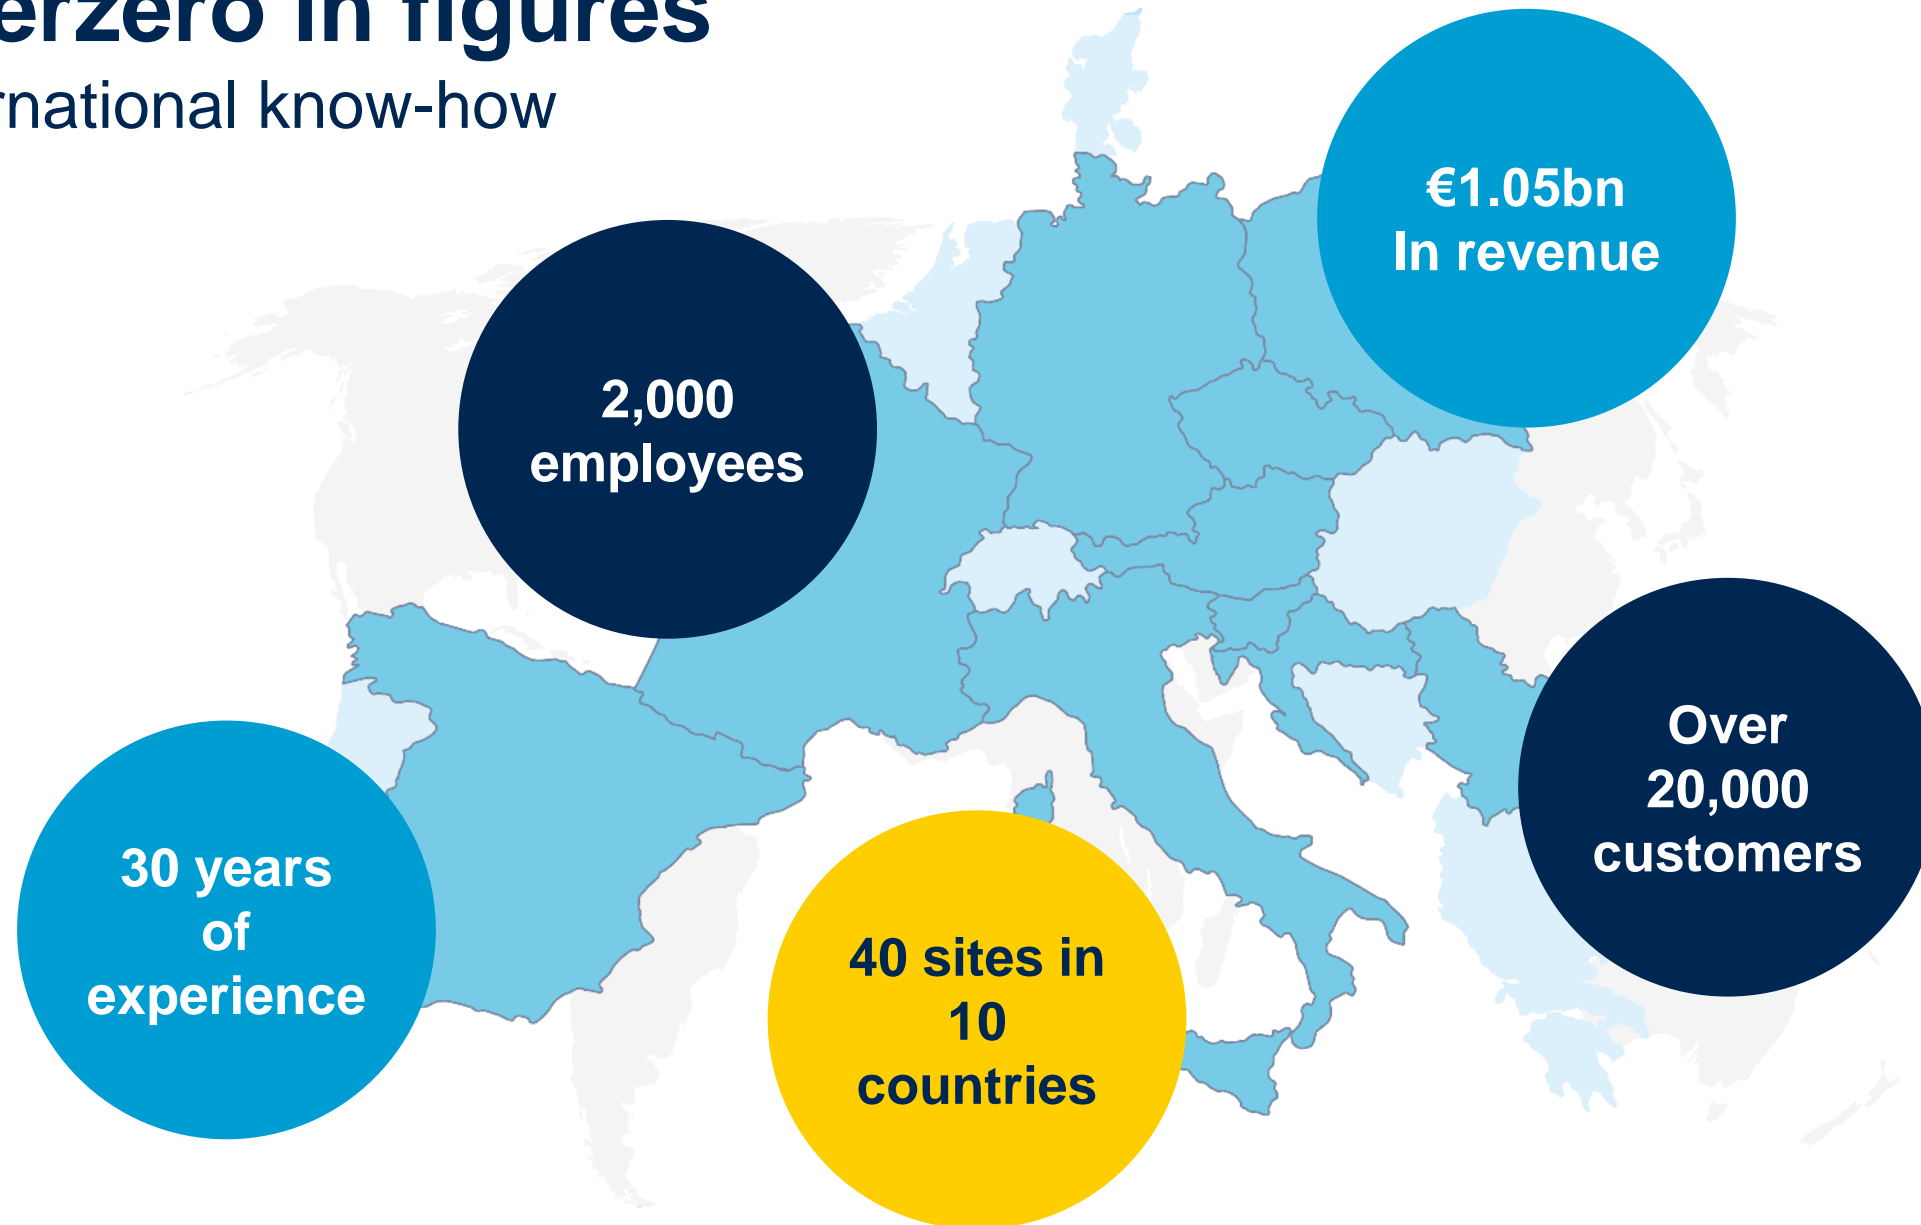 erzero in figures
rnational know-how
€1.05bn
In revenue
2,000
employees
Over
20,000
customers
30 years
of
experience
40 sites in
10
countries